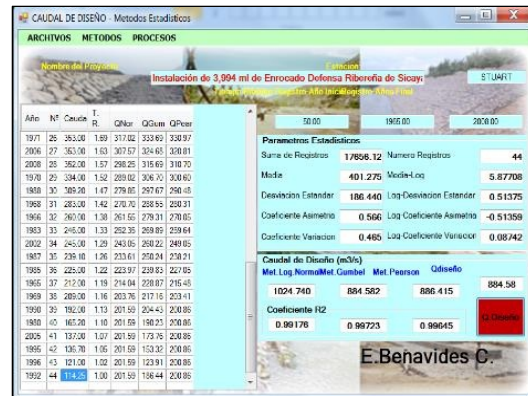 CAUDAL DE DISEÑO - Metodos Estadisticos
ARCHIVOS METODOS PROCESOS
Nombre del Proyecto
Instalación de 3,994 ml de Enrocado Defensa Ribereña de Sicay.
STUART
50.00 1965.00 2008.00
Año Nº Cauda T. R. QNor QGum QPear
1971 26 353.00 1.69 317.02 333.69 330.97
2006 27 353.00 1.63 307.57 324.68 320.81
2008 28 352.00 1.57 298.25 315.69 310.70
1978 29 334.00 1.52 289.02 306.70 300.60
1988 30 309.20 1.47 279.85 297.67 290.48
1968 31 283.00 1.42 270.70 288.55 280.31
1966 32 260.00 1.38 261.55 279.31 270.05
1983 33 246.00 1.33 252.35 269.89 259.64
2002 34 245.00 1.29 243.05 260.22 249.05
1987 35 239.10 1.26 233.61 250.24 238.21
1985 36 225.00 1.22 223.97 239.83 227.05
1965 37 212.00 1.19 214.04 228.87 215.48
1969 38 209.00 1.16 203.76 217.16 203.41
1990 39 192.00 1.13 201.59 204.43 200.86
1980 40 165.20 1.10 201.59 190.23 200.86
2005 41 137.00 1.07 201.59 173.76 200.86
1995 42 136.70 1.05 201.59 153.32 200.86
1996 43 121.00 1.02 201.59 123.91 200.86
1992 44 114.25 1.00 201.59 186.44 200.86
Parametros Estadisticos
Suma de Registros 17656.12 Numero Registros 44
Media 401.275 Media-Log 5.87708
Desviacion Estandar 186.440 Log-Desviacion Estandar 0.51375
Coeficiente Asimetria 0.566 Log-Coeficiente Asimetria -0.51359
Coeficiente Variacion 0.465 Log-Coeficiente Variacion 0.08742
Caudal de Diseño (m3/s)
Met.Log.Normal Met.Gumbel Met.Pearson Qdiseño
1024.740 884.582 886.415 884.58
Coeficiente R2
0.99176 0.99723 0.99645
Q.Diseño
E.Benavides C.